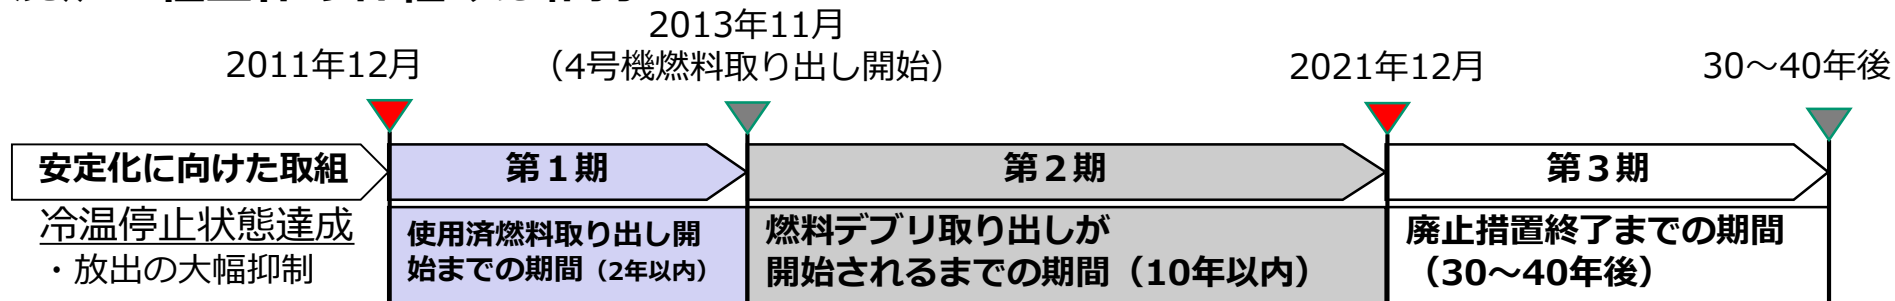 2013年11月
2011年12月
（4号機燃料取り出し開始）
2021年12月
30～40年後
安定化に向けた取組
第１期
第２期
第３期
冷温停止状態達成
・放出の大幅抑制
使用済燃料取り出し開
始までの期間（2年以内）
燃料デブリ取り出しが
開始されるまでの期間（10年以内）
廃止措置終了までの期間
（30～40年後）